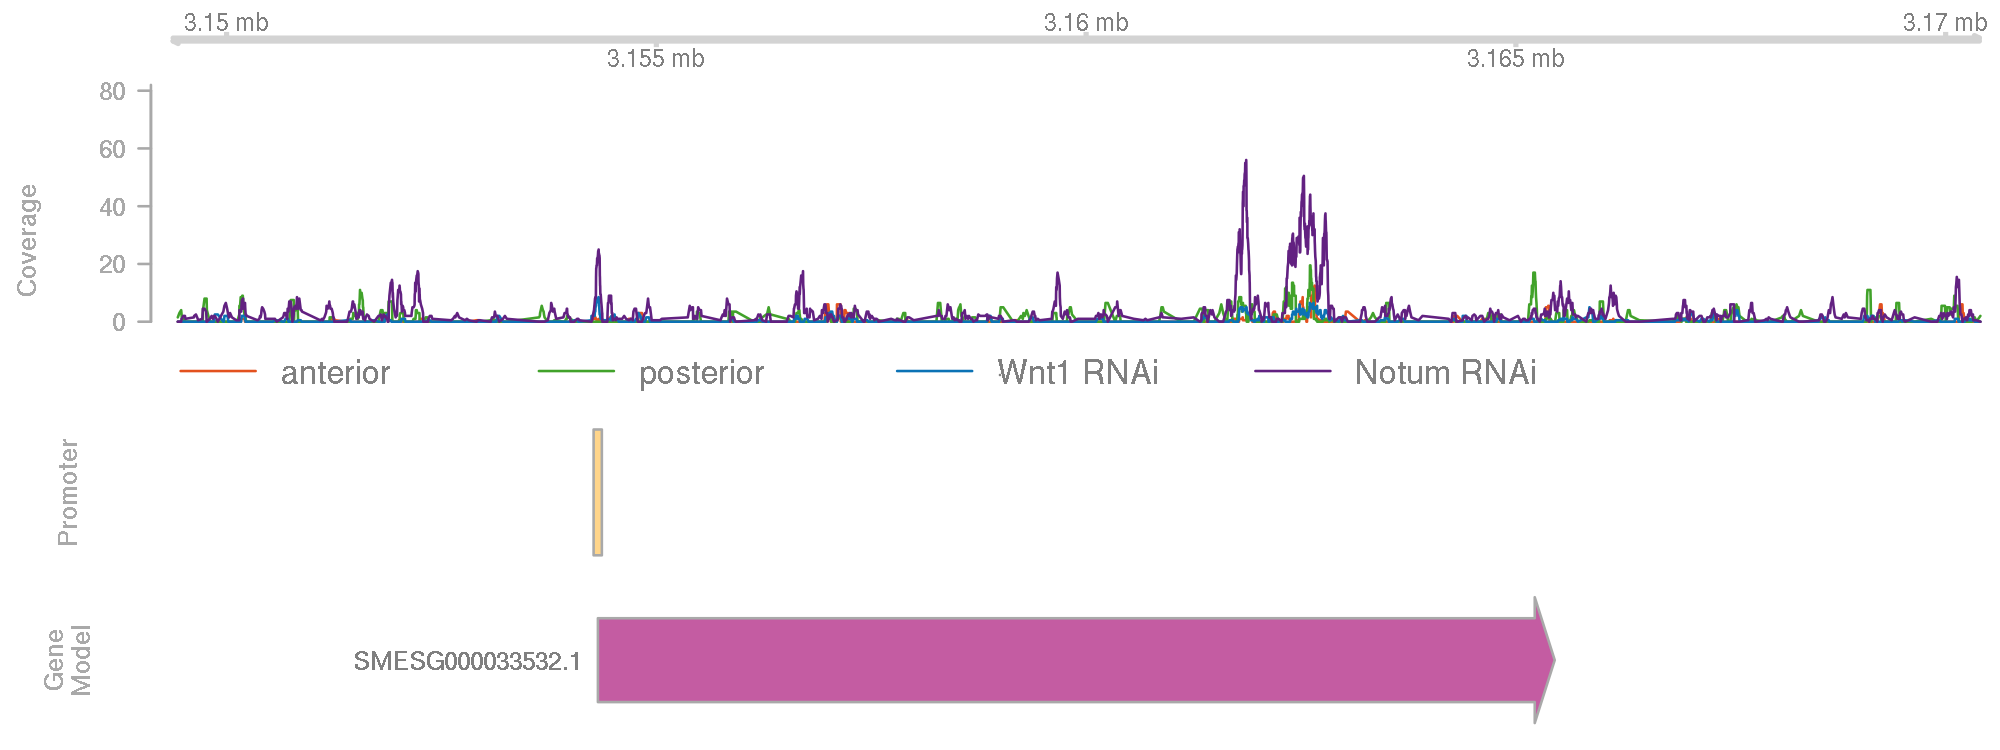 3.15 mb
3.16 mb
3.17 mb
3.155 mb
3.165 mb
80
60
40
20
0
Coverage
anterior
posterior
Wnt1 RNAi
Notum RNAi
Promoter
Gene
Model
SMESG000033532.1